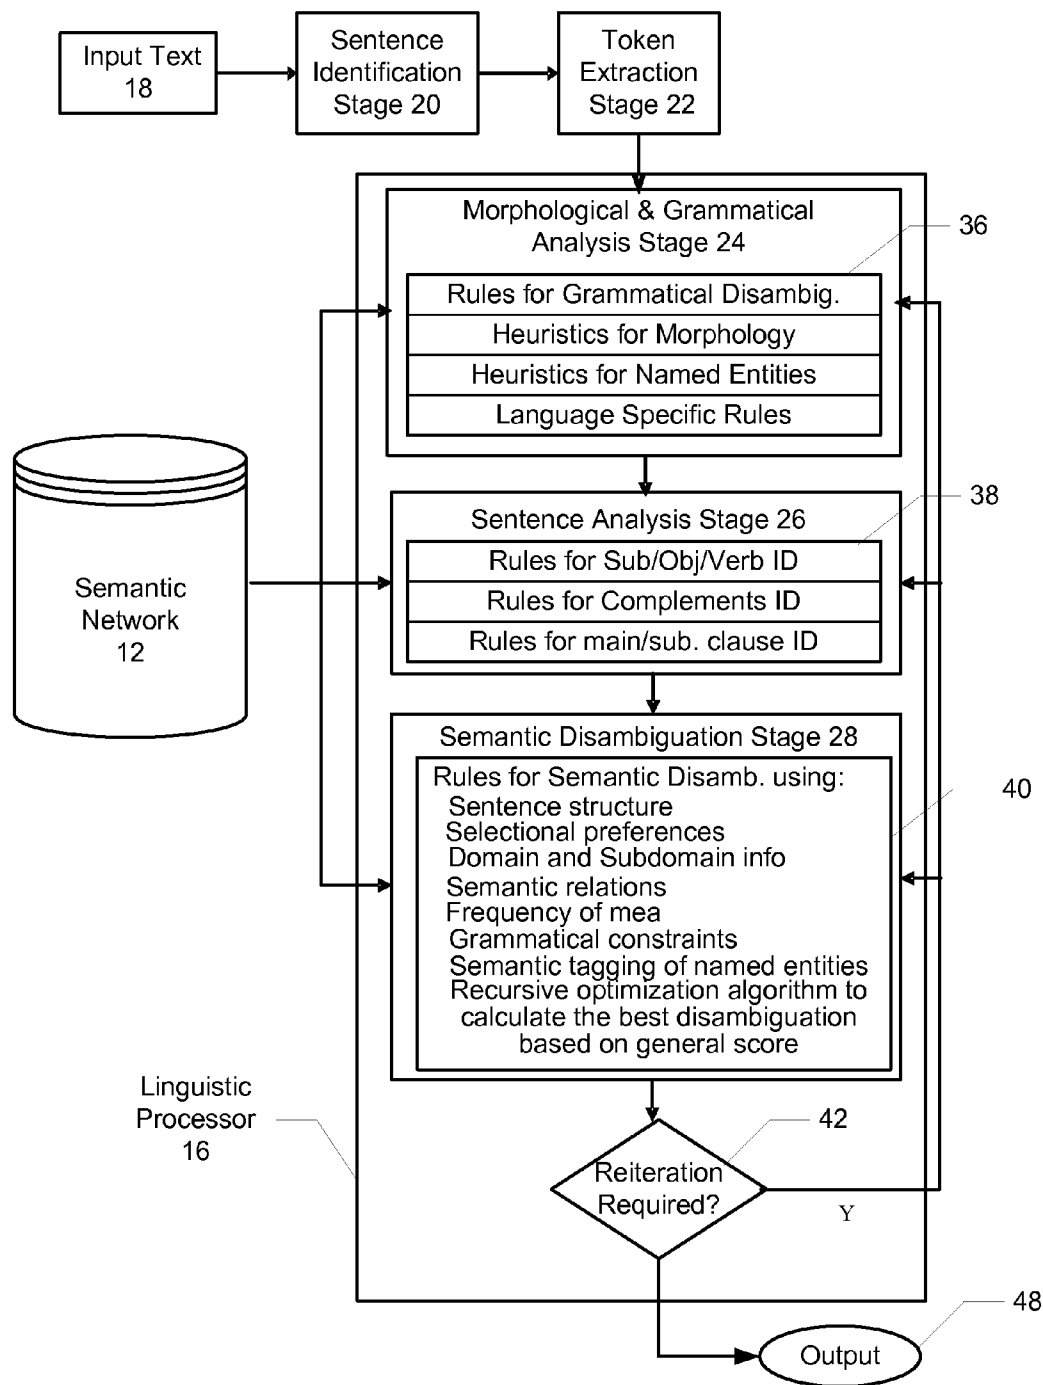 Input Text
18
Sentence
Identification
Stage 20
Token
Extraction
Stage 22
Morphological & Grammatical
Analysis Stage 24
36
Rules for Grammatical Disambig.
Heuristics for Morphology
Heuristics for Named Entities
Language Specific Rules
Semantic
Network
12
Sentence Analysis Stage 26
38
Rules for Sub/Obj/Verb ID
Rules for Complements ID
Rules for main/sub. clause ID
Semantic Disambiguation Stage 28
40
Rules for Semantic Disamb. using:
Sentence structure
Selectional preferences
Domain and Subdomain info
Semantic relations
Frequency of mea
Grammatical constraints
Semantic tagging of named entities
Recursive optimization algorithm to
calculate the best disambiguation
based on general score
Linguistic
Processor
16
42
Reiteration
Required?
Y
48
Output